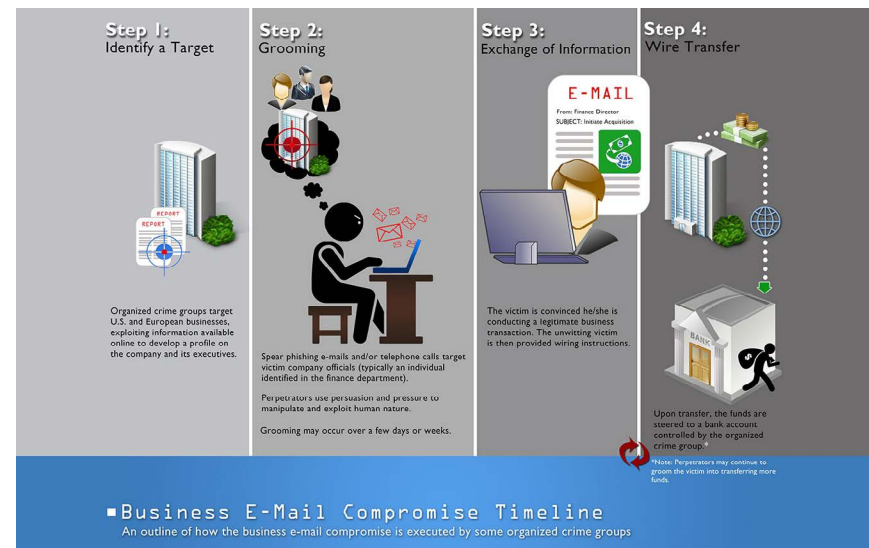 Step 1:
Identify a Target
REPORT
REPORT
Organized crime groups target
U.S. and European businesses,
exploiting information available
online to develop a profile on
the company and its executives.
Step 2:
Grooming
Spear phishing e-mails and/or telephone calls target
victim company officials (typically an individual
identified in the finance department).
Perpetrators use persuasion and pressure to
manipulate and exploit human nature.
Grooming may occur over a few days or weeks.
Step 3:
Exchange of Information
E-MAIL
From: Finance Director
SUBJECT: Initiate Acquisition
$
The victim is convinced he/she is
conducting a legitimate business
transaction. The unwitting victim
is then provided wiring instructions.
Step 4:
Wire Transfer
BANK
$
Upon transfer, the funds are
steered to a bank account
controlled by the organized
crime group.*
*Note: Perpetrators may continue to
groom the victim into transferring more
funds.
Business E-Mail Compromise Timeline
An outline of how the business e-mail compromise is executed by some organized crime groups